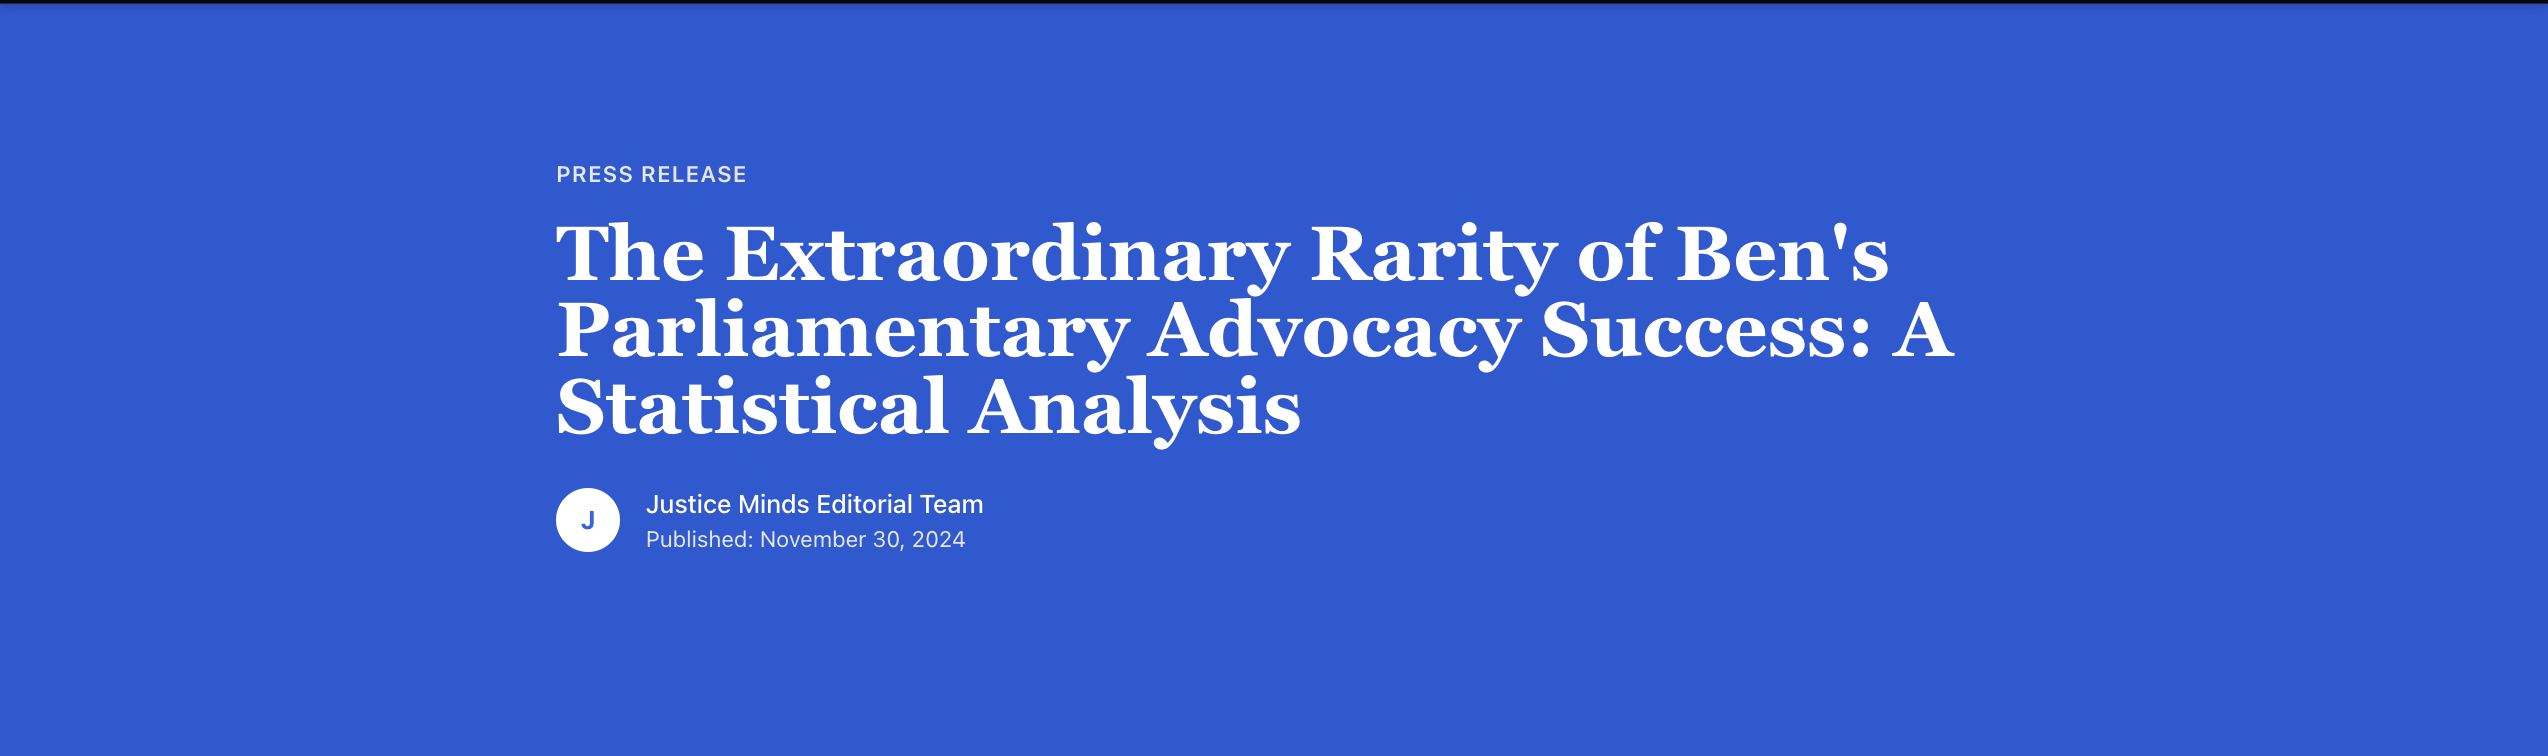 PRESS RELEASE
The Extraordinary Rarity of Ben's
Parliamentary Advocacy Success: A
Statistical Analysis
J
Justice Minds Editorial Team
Published: November 30, 2024